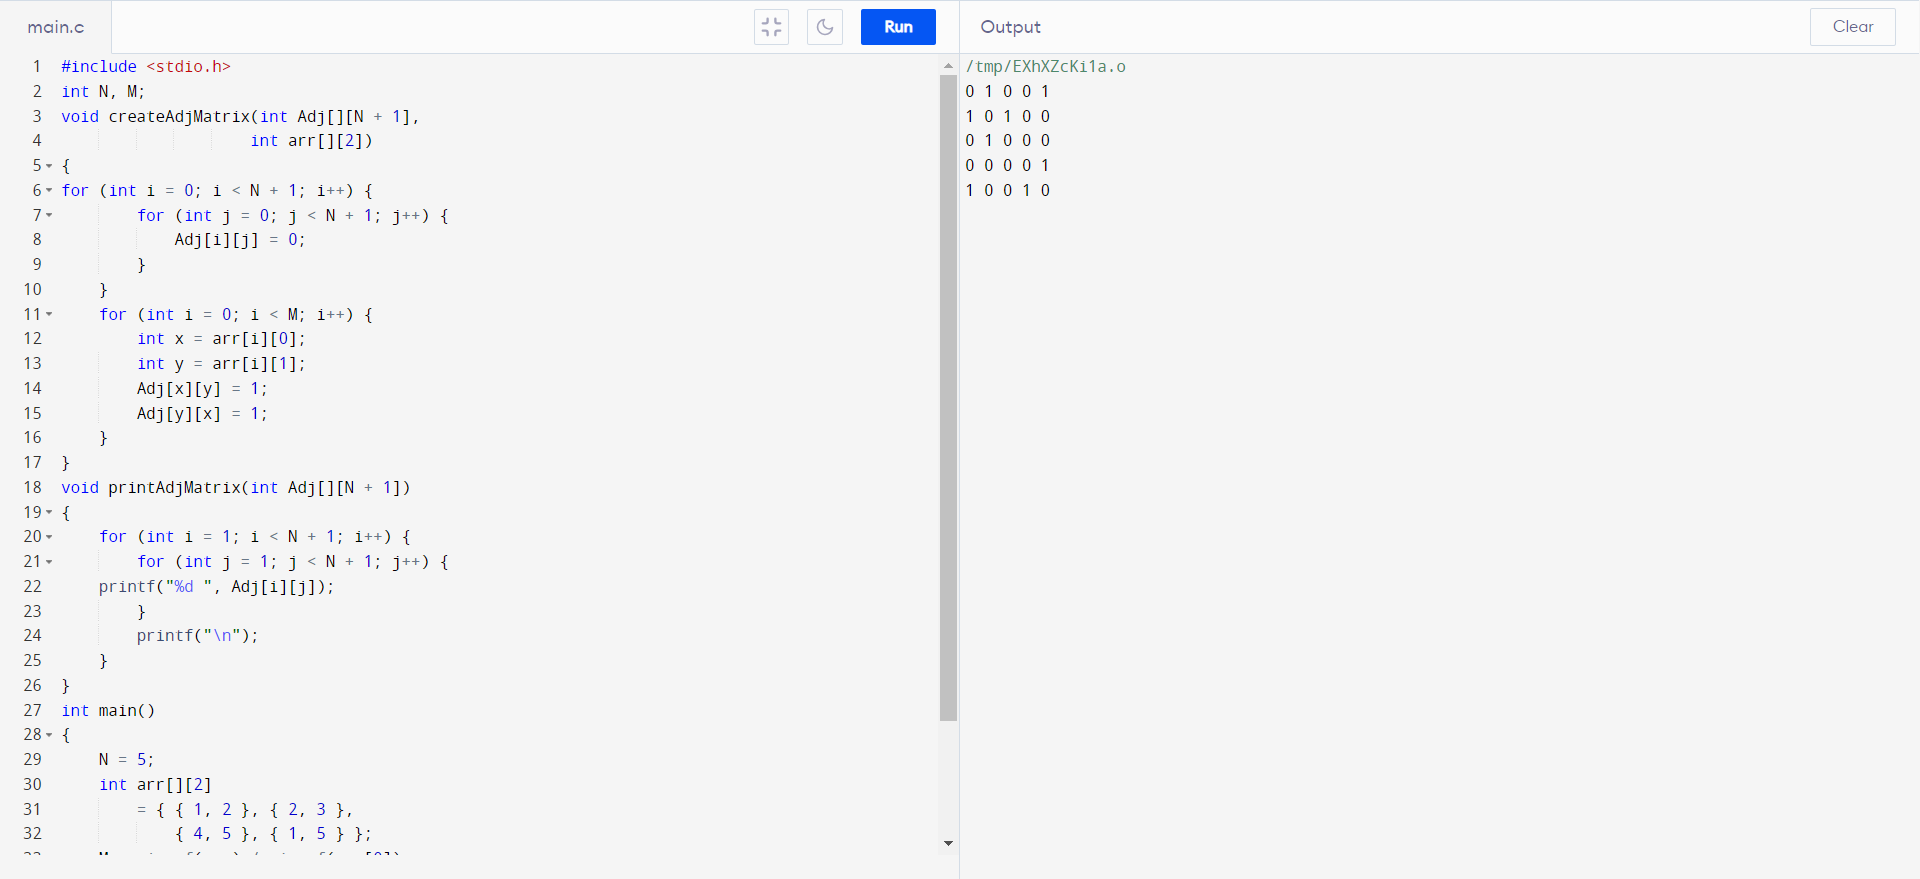 main.c
Run
Output
Clear
1 #include <stdio.h>
2 int N, M;
3 void createAdjMatrix(int Adj[][N + 1],
4                     int arr[][2])
5 {
6 for (int i = 0; i < N + 1; i++) {
7         for (int j = 0; j < N + 1; j++) {
8             Adj[i][j] = 0;
9         }
10     }
11     for (int i = 0; i < M; i++) {
12         int x = arr[i][0];
13         int y = arr[i][1];
14         Adj[x][y] = 1;
15         Adj[y][x] = 1;
16     }
17 }
18 void printAdjMatrix(int Adj[][N + 1])
19 {
20     for (int i = 1; i < N + 1; i++) {
21         for (int j = 1; j < N + 1; j++) {
22     printf("%d ", Adj[i][j]);
23         }
24         printf("\n");
25     }
26 }
27 int main()
28 {
29     N = 5;
30     int arr[][2]
31         = { { 1, 2 }, { 2, 3 },
32             { 4, 5 }, { 1, 5 } };
/tmp/EXhXZcKi1a.o
0 1 0 0 1
1 0 1 0 0
0 1 0 0 0
0 0 0 0 1
1 0 0 1 0